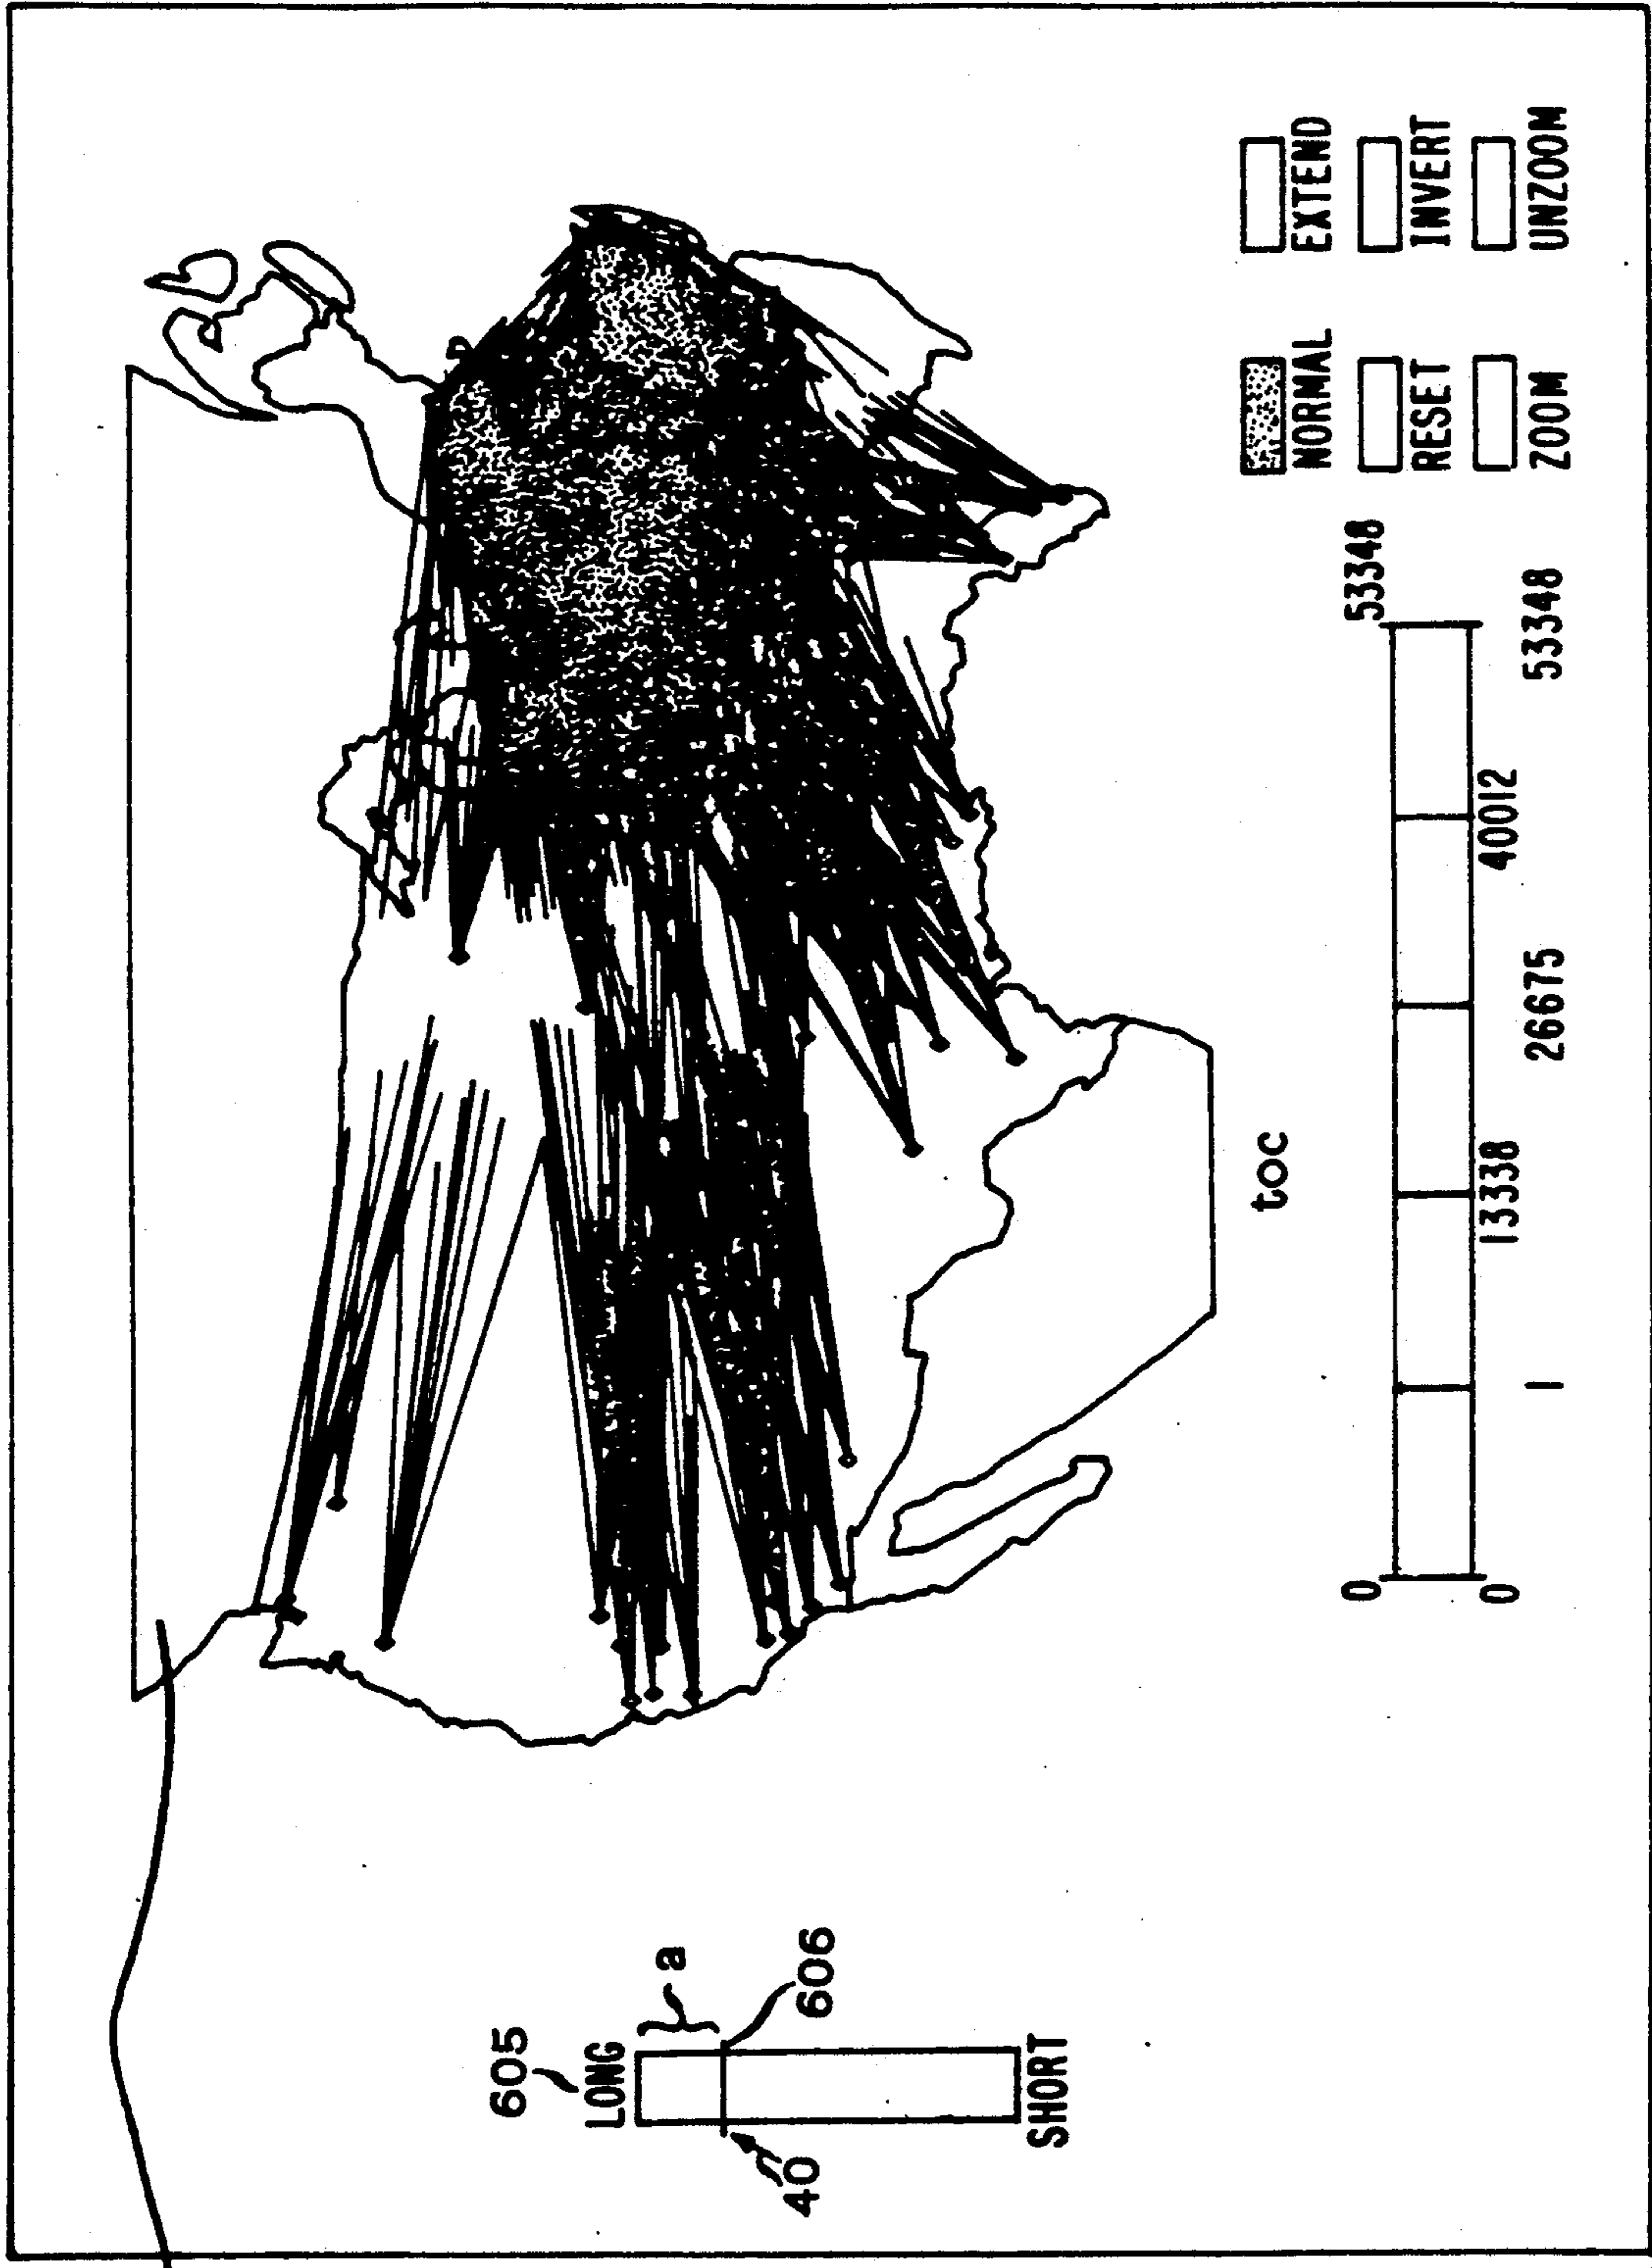 605
LONG
a
606
40
SHORT
toc
0
53348
0
13338
26675
40012
53348
1
NORMAL
EXTEND
RESET
INVERT
ZOOM
UNZOOM